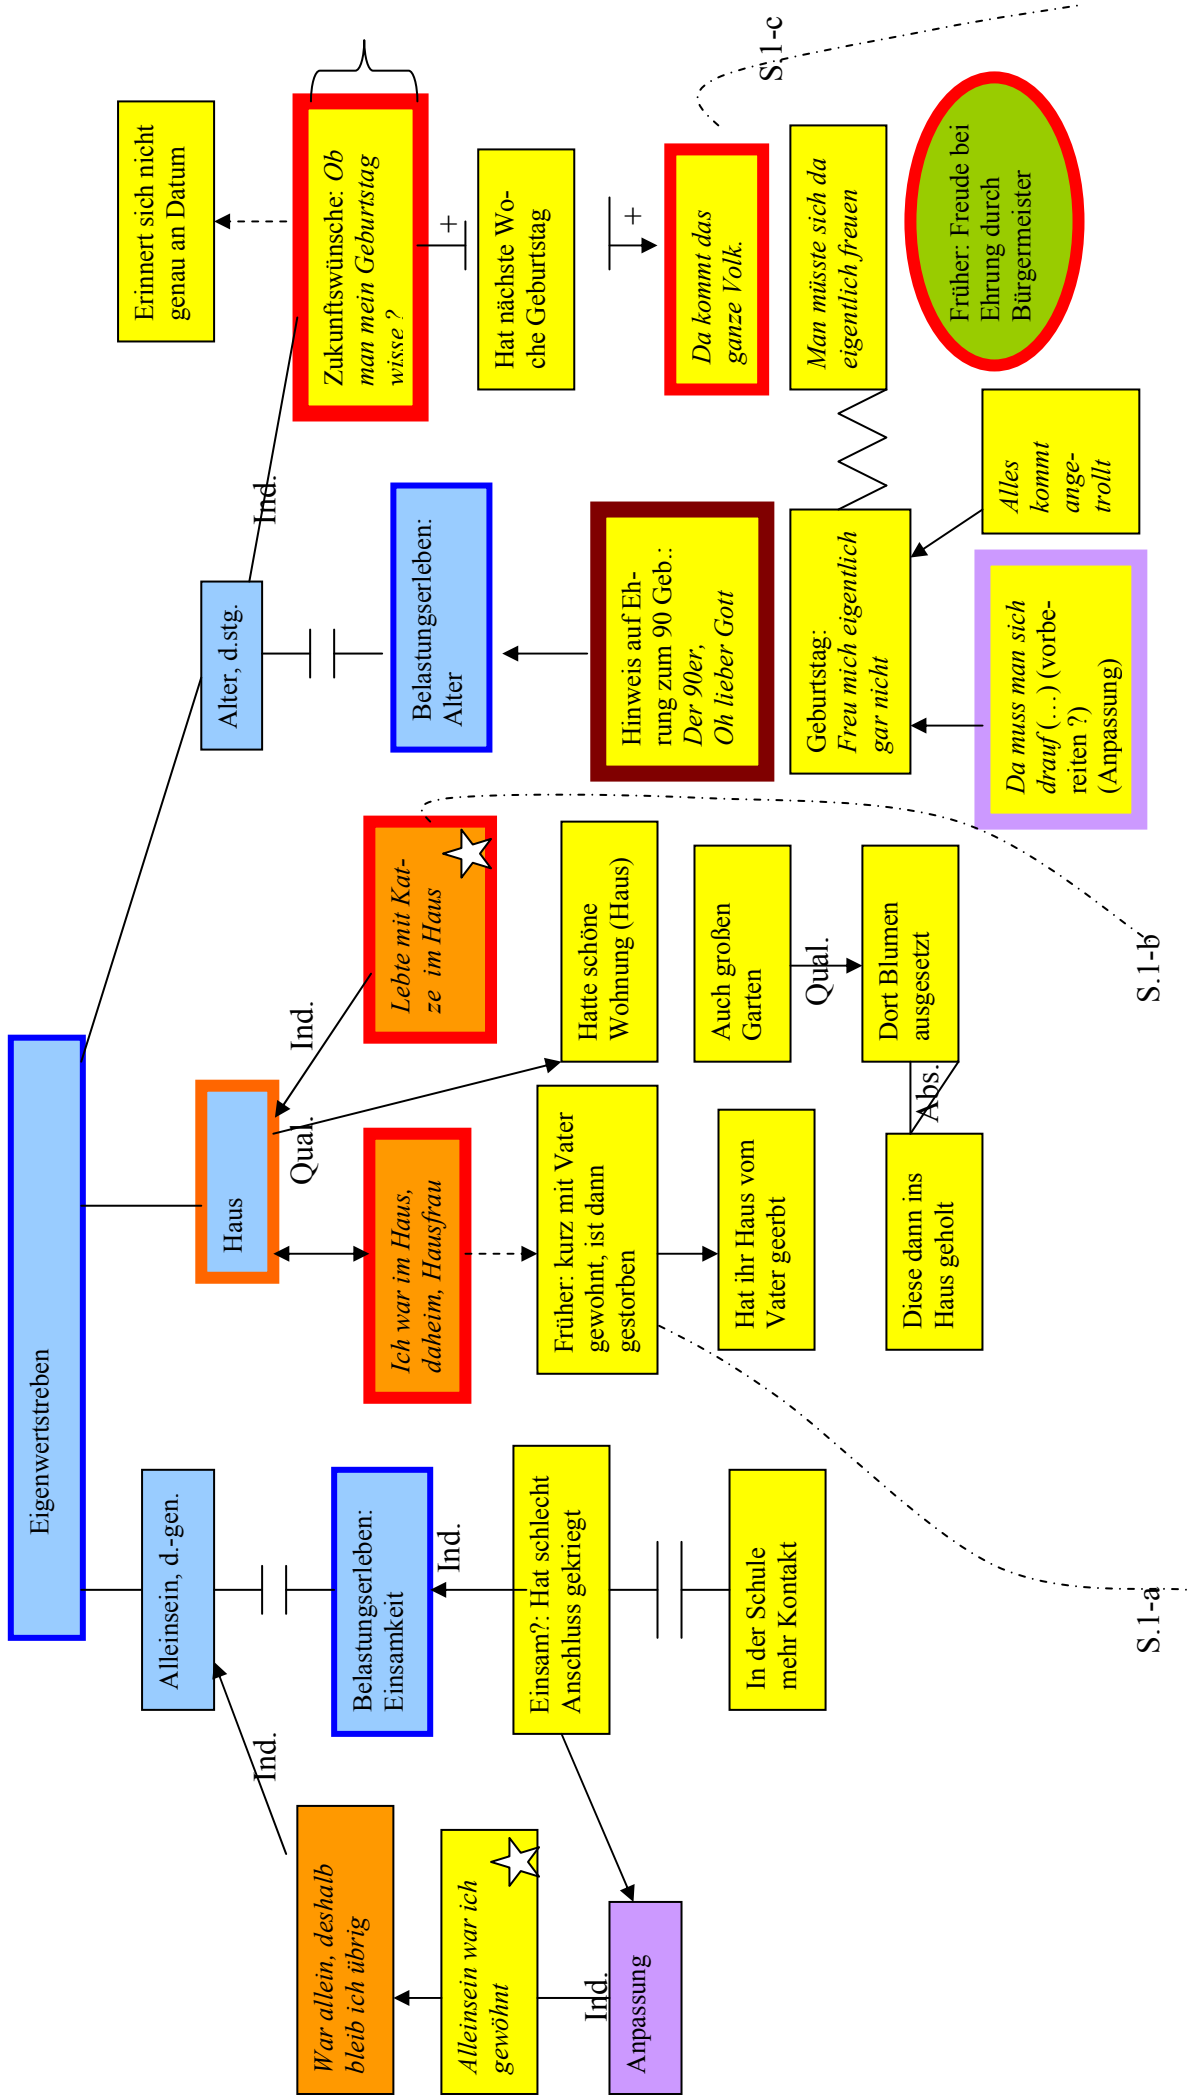 Eigenwertstreben
Alleinsein, d.-gen.
Haus
Alter, d.stg.
Erinnert sich nicht
genau an Datum
Ind.
War allein, deshalb
bleib ich übrig
Belastungserleben:
Einsamkeit
Qual.
Ind.
Ich war im Haus,
daheim, Hausfrau
Lebte mit Kat-
ze im Haus
Ind.
Belastungserleben:
Alter
Zukunftswünsche: Ob
man mein Geburtstag
wisse ?
+
Alleinsein war ich
gewöhnt
Ind.
Einsam?: Hat schlecht
Anschluss gekriegt
Früher: kurz mit Vater
gewohnt, ist dann
gestorben
Hatte schöne
Wohnung (Haus)
Hinweis auf Eh-
rung zum 90 Geb.:
Der 90er,
Oh lieber Gott
Hat nächste Wo-
che Geburtstag
+
Ind.
Anpassung
In der Schule
mehr Kontakt
Hat ihr Haus vom
Vater geerbt
Auch großen
Garten
Qual.
Da kommt das
ganze Volk.
S.1-c
Geburtstag:
Freu mich eigentlich
gar nicht
Man müsste sich da
eigentlich freuen
Diese dann ins
Haus geholt
Abs.
Dort Blumen
ausgesetzt
Da muss man sich
drauf (…) (vorbe-
reiten ?)
(Anpassung)
Alles
kommt
ange-
trollt
Früher: Freude bei
Ehrung durch
Bürgermeister
S.1-a
S.1-b